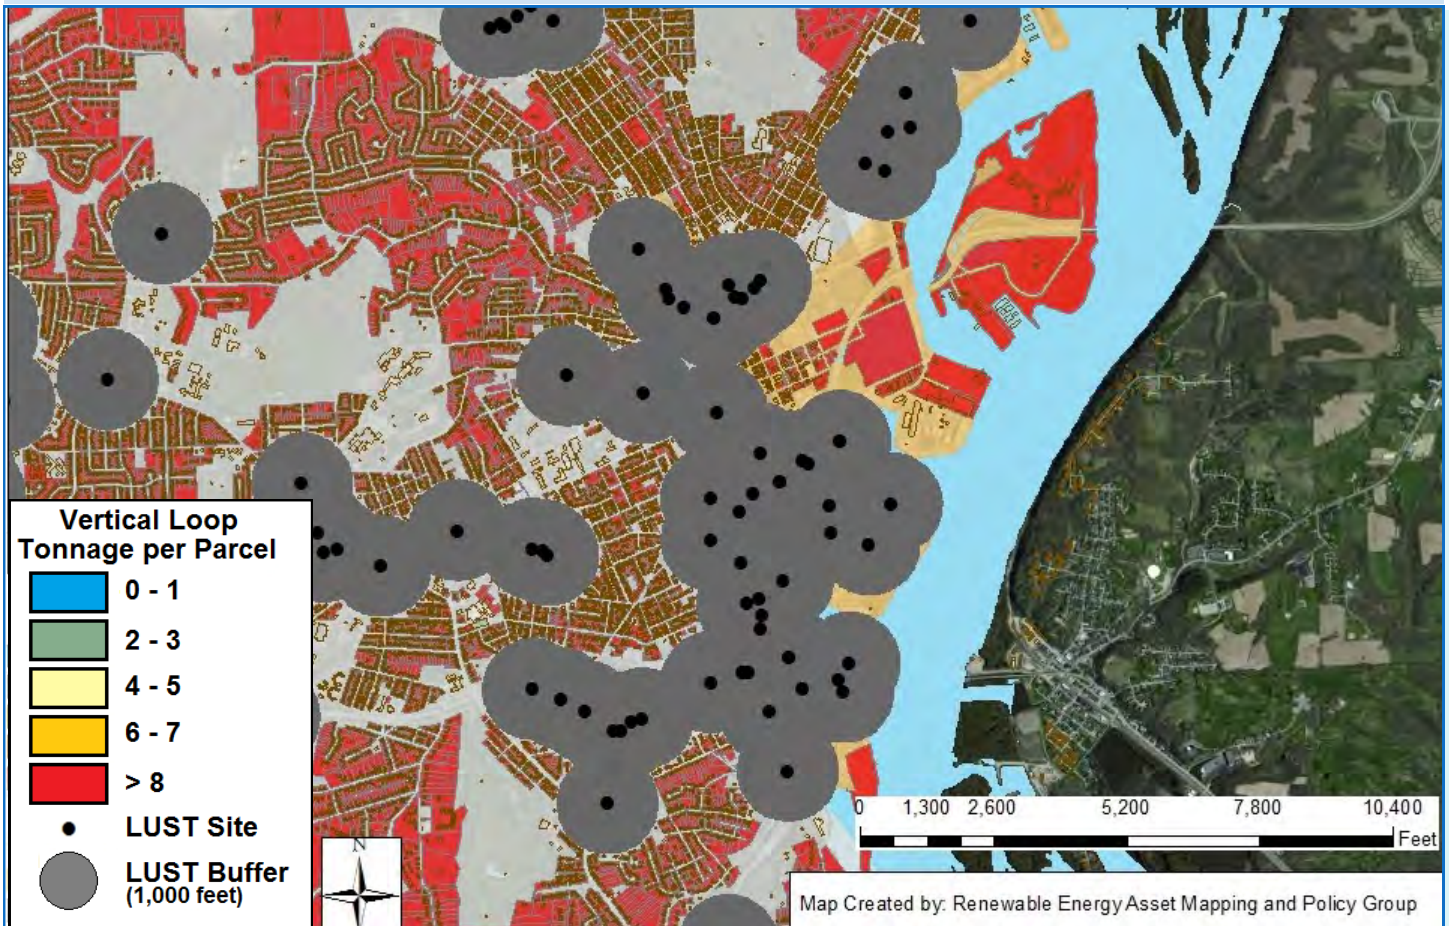 Vertical Loop
Tonnage per Parcel
0 - 1
2 - 3
4 - 5
6 - 7
> 8
LUST Site
LUST Buffer
(1,000 feet)
N
0 1,300 2,600 5,200 7,800 10,400
Feet
Map Created by: Renewable Energy Asset Mapping and Policy Group